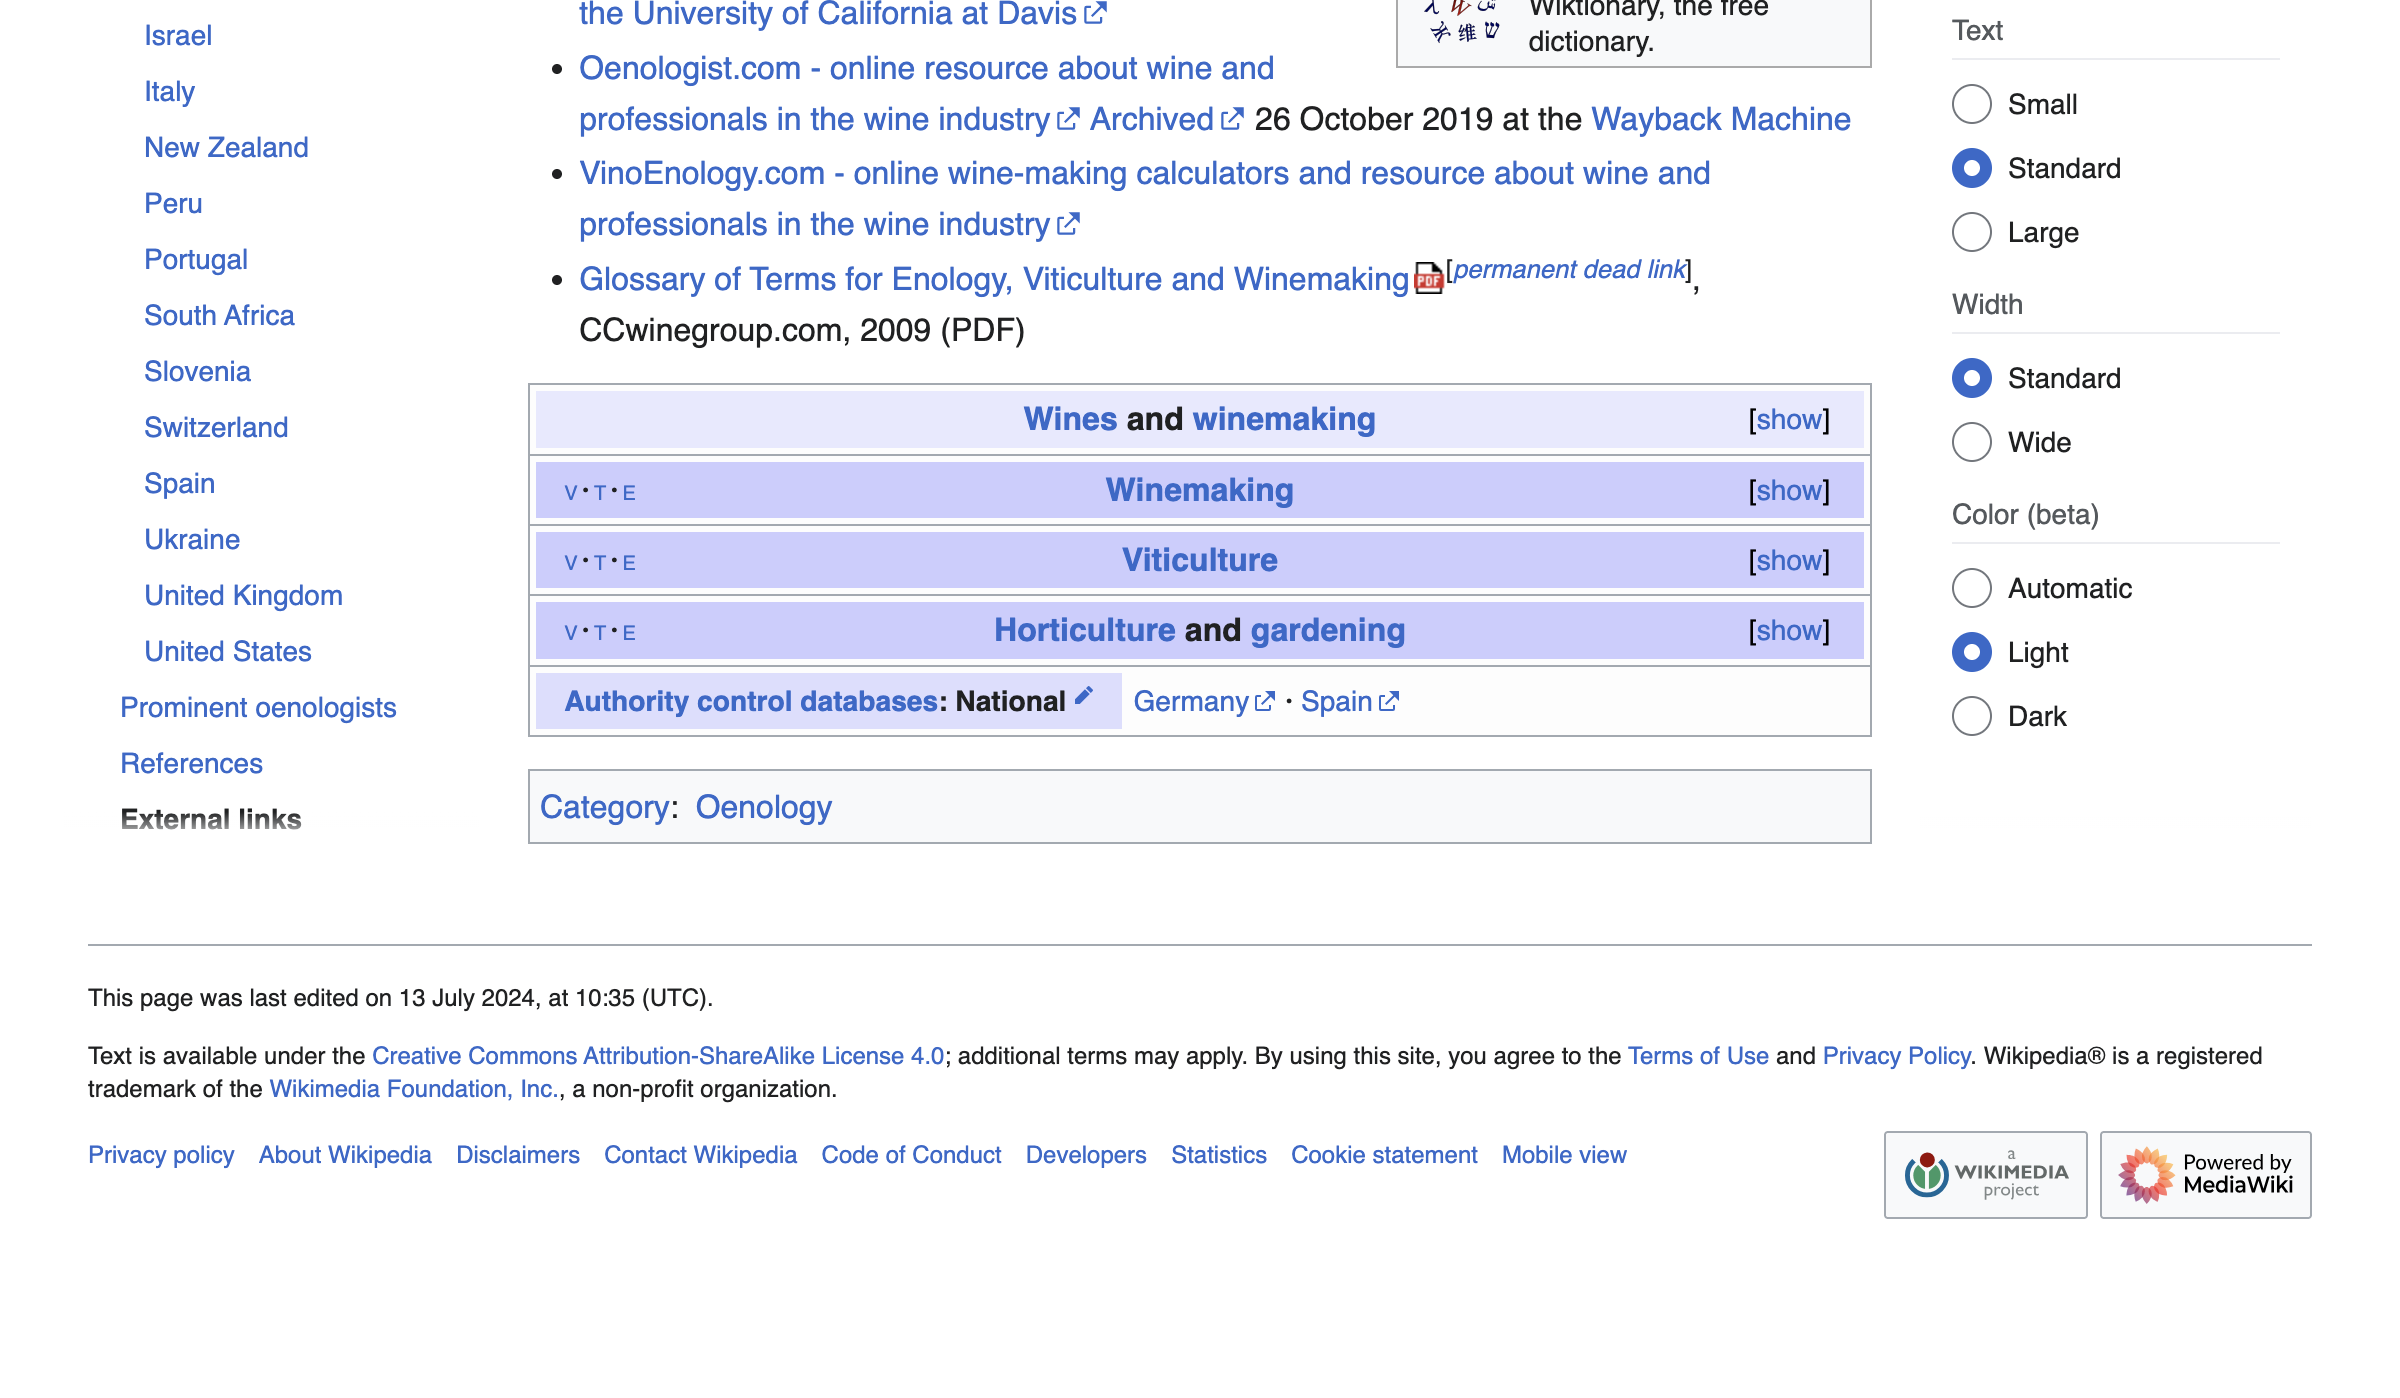 Israel
Italy
New Zealand
Peru
Portugal
South Africa
Slovenia
Switzerland
Spain
Ukraine
United Kingdom
United States
Prominent oenologists
References
External links
the University of California at Davis
Wiktionary, the free
dictionary.
• Oenologist.com - online resource about wine and
professionals in the wine industry Archived 26 October 2019 at the Wayback Machine
• VinoEnology.com - online wine-making calculators and resource about wine and
professionals in the wine industry
• Glossary of Terms for Enology, Viticulture and Winemaking PDF [permanent dead link],
CCwinegroup.com, 2009 (PDF)
Wines and winemaking [show]
V · T · E Winemaking [show]
V · T · E Viticulture [show]
V · T · E Horticulture and gardening [show]
Authority control databases: National Germany · Spain
Category: Oenology
Text
Small
Standard
Large
Width
Standard
Wide
Color (beta)
Automatic
Light
Dark
This page was last edited on 13 July 2024, at 10:35 (UTC).
Text is available under the Creative Commons Attribution-ShareAlike License 4.0; additional terms may apply. By using this site, you agree to the Terms of Use and Privacy Policy. Wikipedia® is a registered
trademark of the Wikimedia Foundation, Inc., a non-profit organization.
Privacy policy About Wikipedia Disclaimers Contact Wikipedia Code of Conduct Developers Statistics Cookie statement Mobile view
a
WIKIMEDIA
project
Powered by
MediaWiki